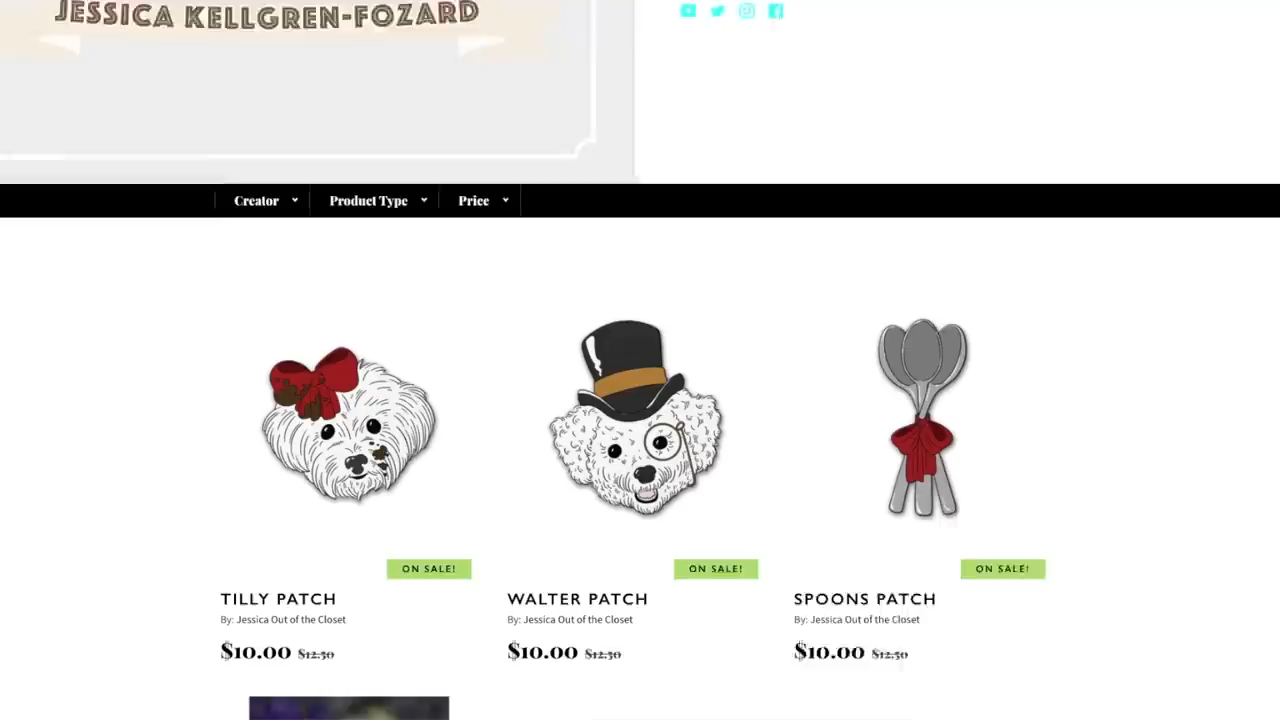 JESSICA KELLGREN-FOZARD
Creator
Product Type
Price
ON SALE!
ON SALE!
ON SALE!
TILLY PATCH
WALTER PATCH
SPOONS PATCH
By: Jessica Out of the Closet
By: Jessica Out of the Closet
By: Jessica Out of the Closet
$10.00 $12.50
$10.00 $12.50
$10.00 $12.50